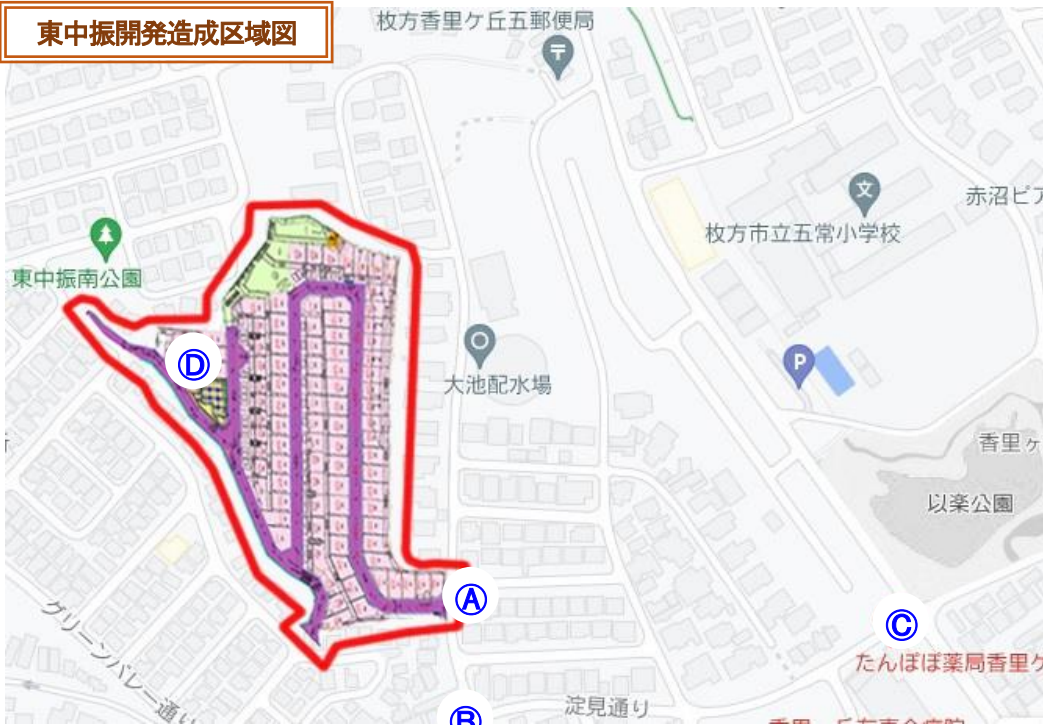 東中振開発造成区域図
枚方香里ケ丘五郵便局
〒
文
赤沼ピア
枚方市立五常小学校
東中振南公園
D
大池配水場
P
香里ヶ
以楽公園
A
C
グリーンバレー通り
たんぽぽ薬局香里ケ
淀見通り
B